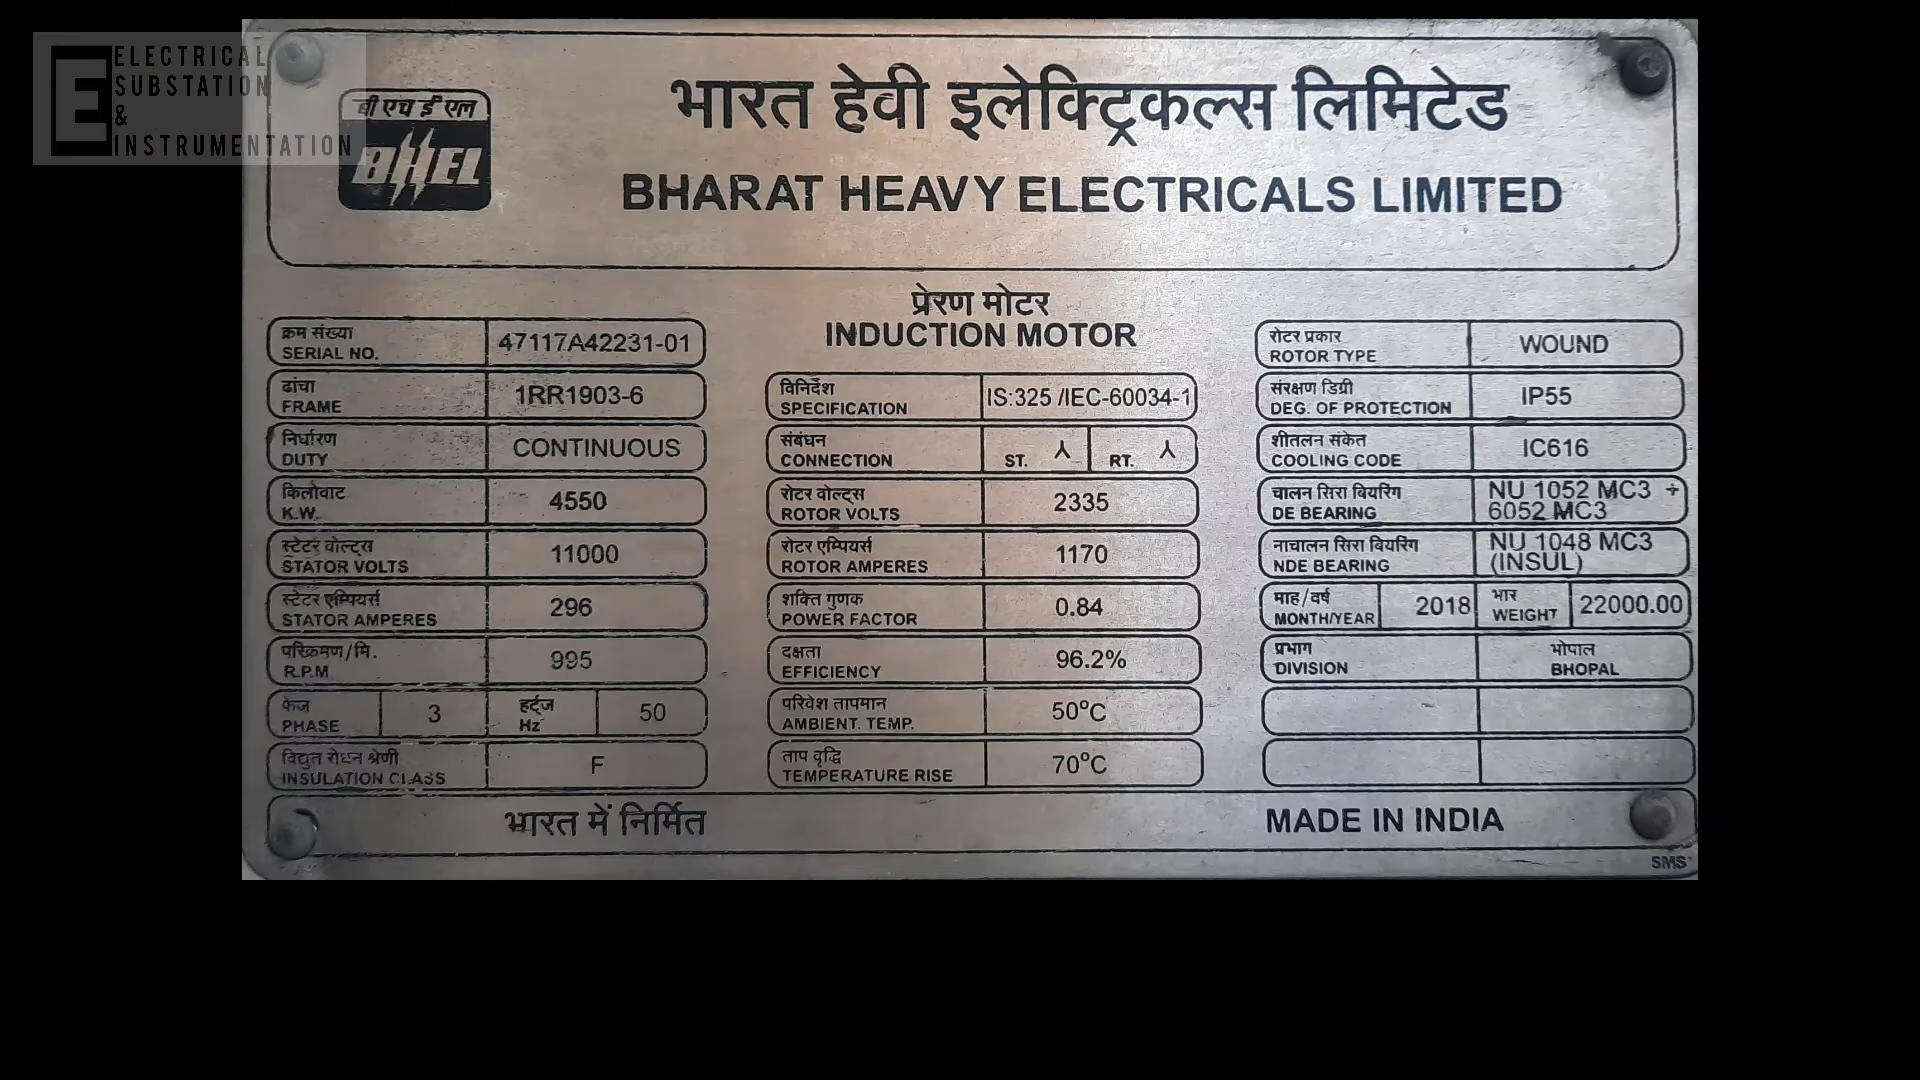 ELECTRICAL
SUBSTATION
&
INSTRUMENTATION
E
बी एच ई एल
BHEL
भारत हेवी इलेक्ट्रिकल्स लिमिटेड
BHARAT HEAVY ELECTRICALS LIMITED
क्रम संख्या
SERIAL NO. 47117A42231-01
ढांचा
FRAME 1RR1903-6
निर्धारण
DUTY CONTINUOUS
किलोवाट
K.W. 4550
स्टेटर वोल्ट्स
STATOR VOLTS 11000
स्टेटर एम्पियर्स
STATOR AMPERES 296
परिक्रमण/मि.
R.P.M 995
फेज हर्ट्ज
PHASE 3 Hz 50
विद्युत रोधन श्रेणी
INSULATION CLASS F
प्रेरण मोटर
INDUCTION MOTOR
विनिर्देश
SPECIFICATION IS:325 /IEC-60034-1
संबंधन
CONNECTION ST. RT.
रोटर वोल्ट्स
ROTOR VOLTS 2335
रोटर एम्पियर्स
ROTOR AMPERES 1170
शक्ति गुणक
POWER FACTOR 0.84
दक्षता
EFFICIENCY 96.2%
परिवेश तापमान
AMBIENT. TEMP. 50°C
ताप वृद्धि
TEMPERATURE RISE 70°C
रोटर प्रकार
ROTOR TYPE WOUND
संरक्षण डिग्री
DEG. OF PROTECTION IP55
शीतलन संकेत
COOLING CODE IC616
चालन सिरा बियरिंग NU 1052 MC3 +
DE BEARING 6052 MC3
नाचालन सिरा बियरिंग NU 1048 MC3
NDE BEARING (INSUL)
माह/वर्ष भार
MONTH/YEAR 2018 WEIGHT 22000.00
प्रभाग भोपाल
DIVISION BHOPAL
भारत में निर्मित MADE IN INDIA
SMS